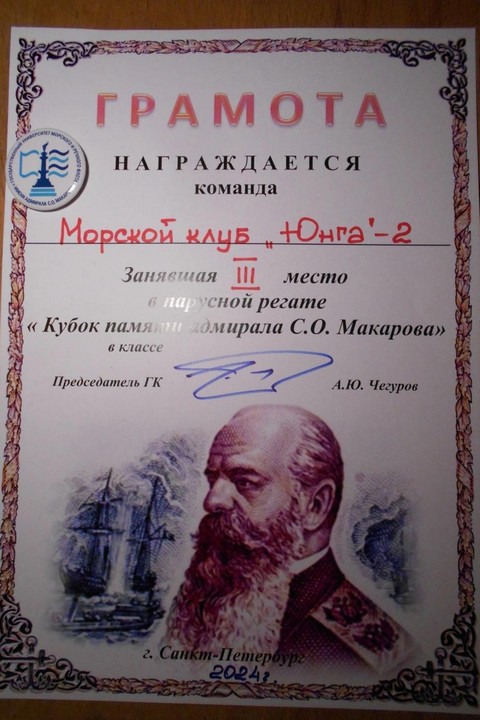 ГРАМОТА
НАГРАЖДАЕТСЯ
команда
Морской клуб „Юнга"-2
Занявшая III место
в парусной регате
« Кубок памяти адмирала С.О. Макарова»
в классе
Председатель ГК А.Ю. Чегуров
г. Санкт-Петербург
2024г.